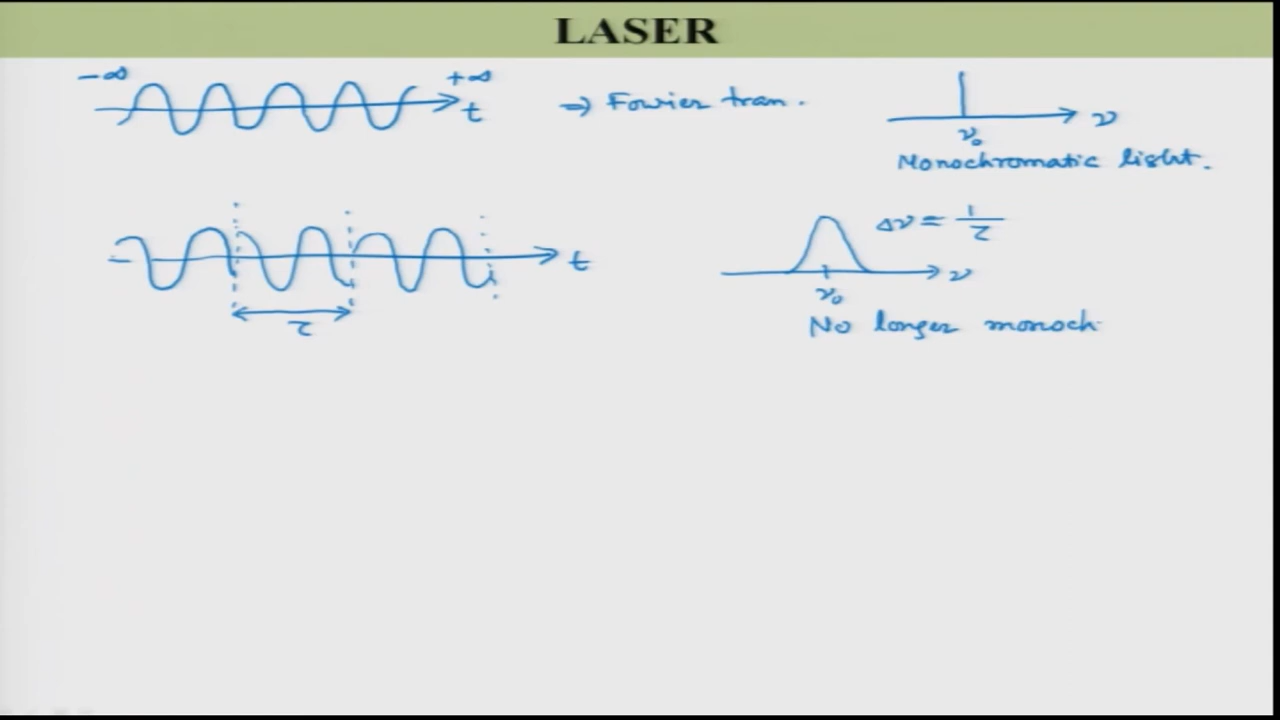 LASER
-∞ +∞
t ⇒ Fourier tran. ν
ν₀
Monochromatic light.
Δν = 1/τ
t ν
ν₀
τ No longer monoch